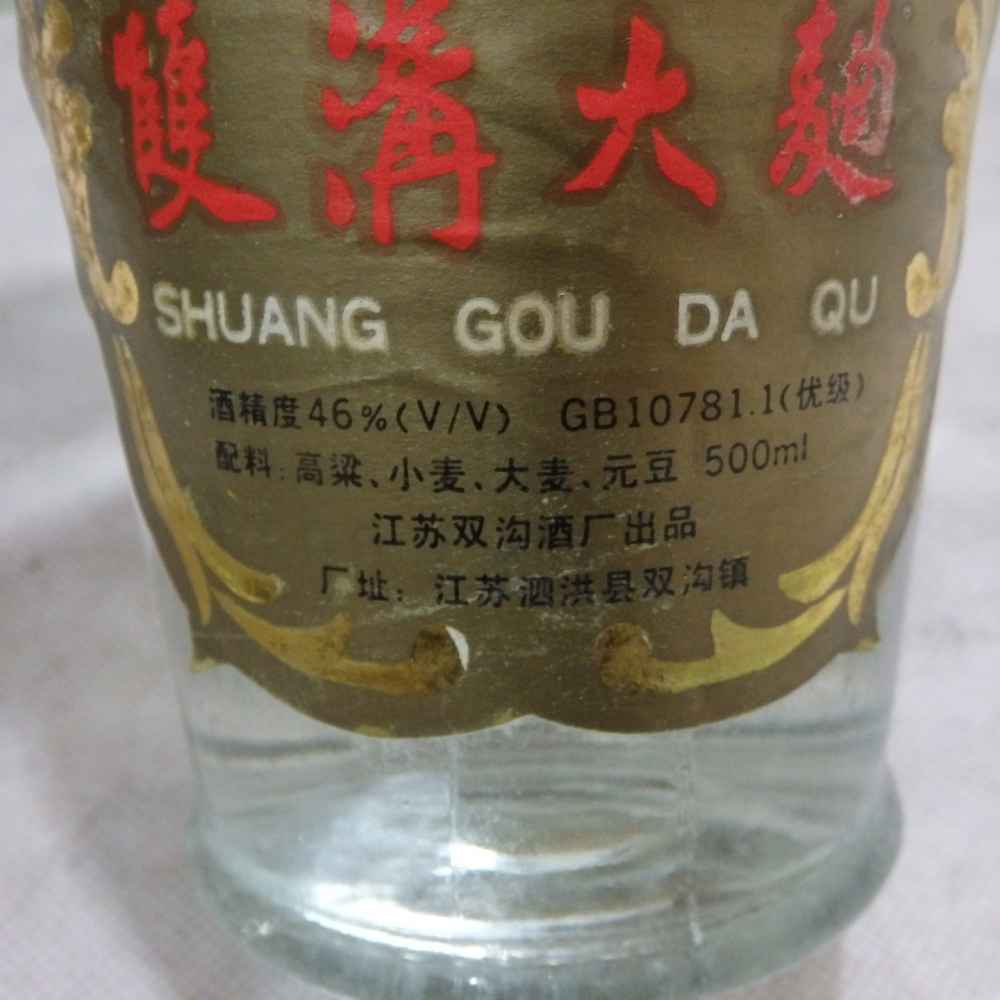 雙溝大麯
SHUANG GOU DA QU
酒精度46%(V/V) GB10781.1(优级)
配料:高粱、小麦、大麦、元豆 500ml
江苏双沟酒厂出品
厂址:江苏泗洪县双沟镇